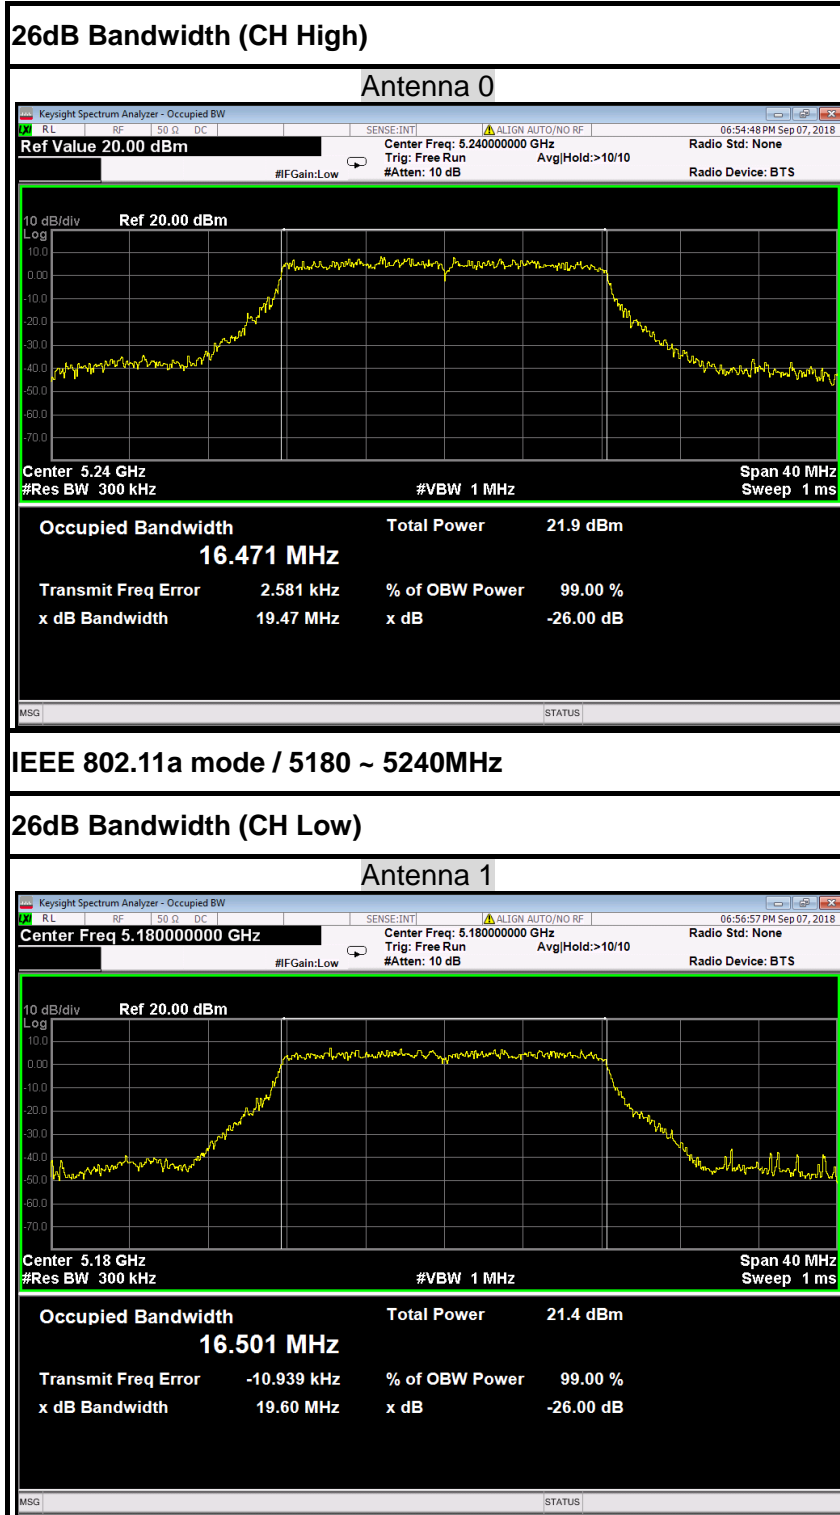 26dB Bandwidth (CH High)
Antenna 0
Keysight Spectrum Analyzer - Occupied BW
LXI RL RF 50 Ω DC SENSE:INT ALIGN AUTO/NO RF 06:54:48 PM Sep 07, 2018
Ref Value 20.00 dBm Center Freq: 5.240000000 GHz Radio Std: None
Trig: Free Run Avg|Hold:>10/10
#IFGain:Low #Atten: 10 dB Radio Device: BTS
10 dB/div Ref 20.00 dBm
Log
10.0
0.00
-10.0
-20.0
-30.0
-40.0
-50.0
-60.0
-70.0
Center 5.24 GHz Span 40 MHz
#Res BW 300 kHz #VBW 1 MHz Sweep 1 ms
Occupied Bandwidth Total Power 21.9 dBm
16.471 MHz
Transmit Freq Error 2.581 kHz % of OBW Power 99.00 %
x dB Bandwidth 19.47 MHz x dB -26.00 dB
MSG STATUS
IEEE 802.11a mode / 5180 ~ 5240MHz
26dB Bandwidth (CH Low)
Antenna 1
Keysight Spectrum Analyzer - Occupied BW
LXI RL RF 50 Ω DC SENSE:INT ALIGN AUTO/NO RF 06:56:57 PM Sep 07, 2018
Center Freq 5.180000000 GHz Center Freq: 5.180000000 GHz Radio Std: None
Trig: Free Run Avg|Hold:>10/10
#IFGain:Low #Atten: 10 dB Radio Device: BTS
10 dB/div Ref 20.00 dBm
Log
10.0
0.00
-10.0
-20.0
-30.0
-40.0
-50.0
-60.0
-70.0
Center 5.18 GHz Span 40 MHz
#Res BW 300 kHz #VBW 1 MHz Sweep 1 ms
Occupied Bandwidth Total Power 21.4 dBm
16.501 MHz
Transmit Freq Error -10.939 kHz % of OBW Power 99.00 %
x dB Bandwidth 19.60 MHz x dB -26.00 dB
MSG STATUS